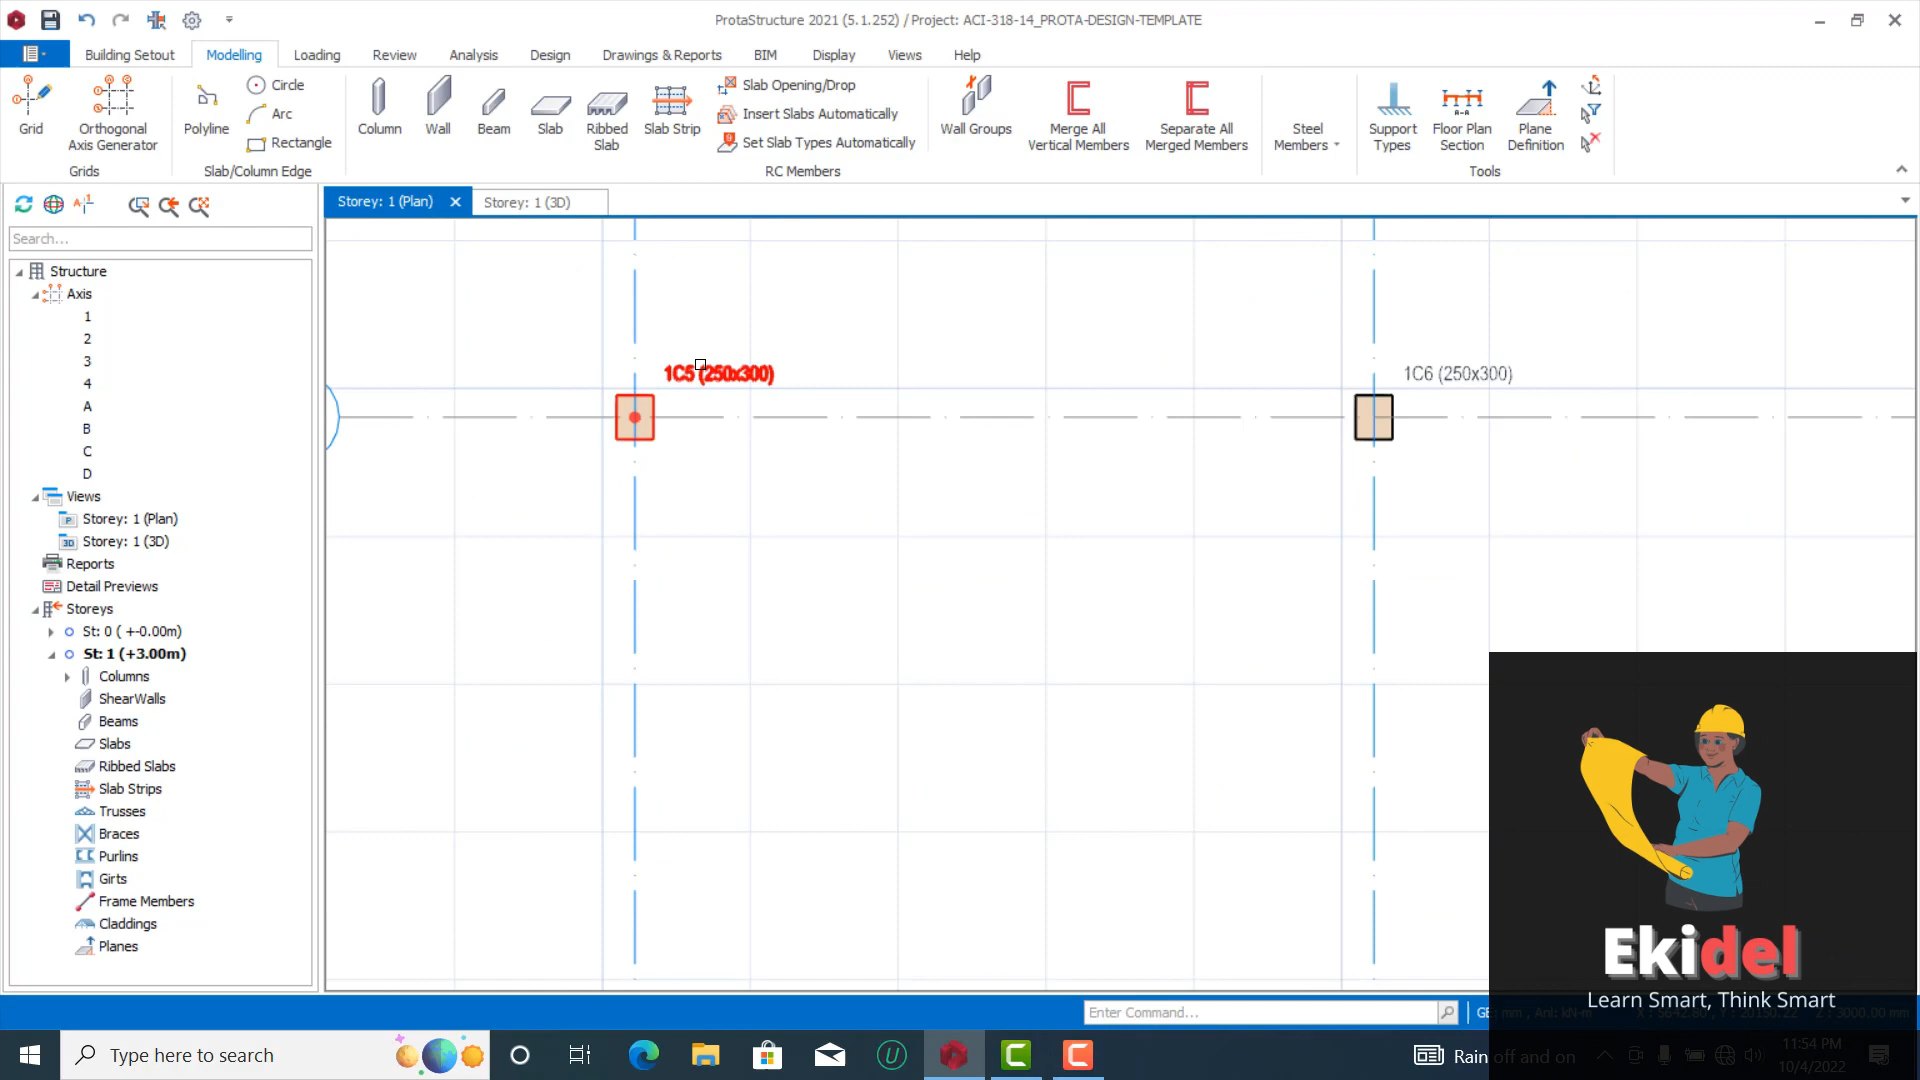 ProtaStructure 2021 (5.1.252) / Project: ACI-318-14_PROTA-DESIGN-TEMPLATE
Building Setout Modelling Loading Review Analysis Design Drawings & Reports BIM Display Views Help
Grid
Orthogonal Axis Generator
Grids
Polyline
Circle
Arc
Rectangle
Slab/Column Edge
Column
Wall
Beam
Slab
Ribbed Slab
Slab Strip
Slab Opening/Drop
Insert Slabs Automatically
Set Slab Types Automatically
RC Members
Wall Groups
Merge All Vertical Members
Separate All Merged Members
Steel Members
Support Types
Floor Plan Section
Plane Definition
Tools
Storey: 1 (Plan)
Storey: 1 (3D)
Search...
Structure
Axis
1
2
3
4
A
B
C
D
Views
Storey: 1 (Plan)
Storey: 1 (3D)
Reports
Detail Previews
Storeys
St: 0 ( +-0.00m)
St: 1 (+3.00m)
Columns
ShearWalls
Beams
Slabs
Ribbed Slabs
Slab Strips
Trusses
Braces
Purlins
Girts
Frame Members
Claddings
Planes
1C5 (250x300)
1C6 (250x300)
Ekidel
Learn Smart, Think Smart
Enter Command...
Type here to search
Rain off and on
11:54 PM
10/4/2022